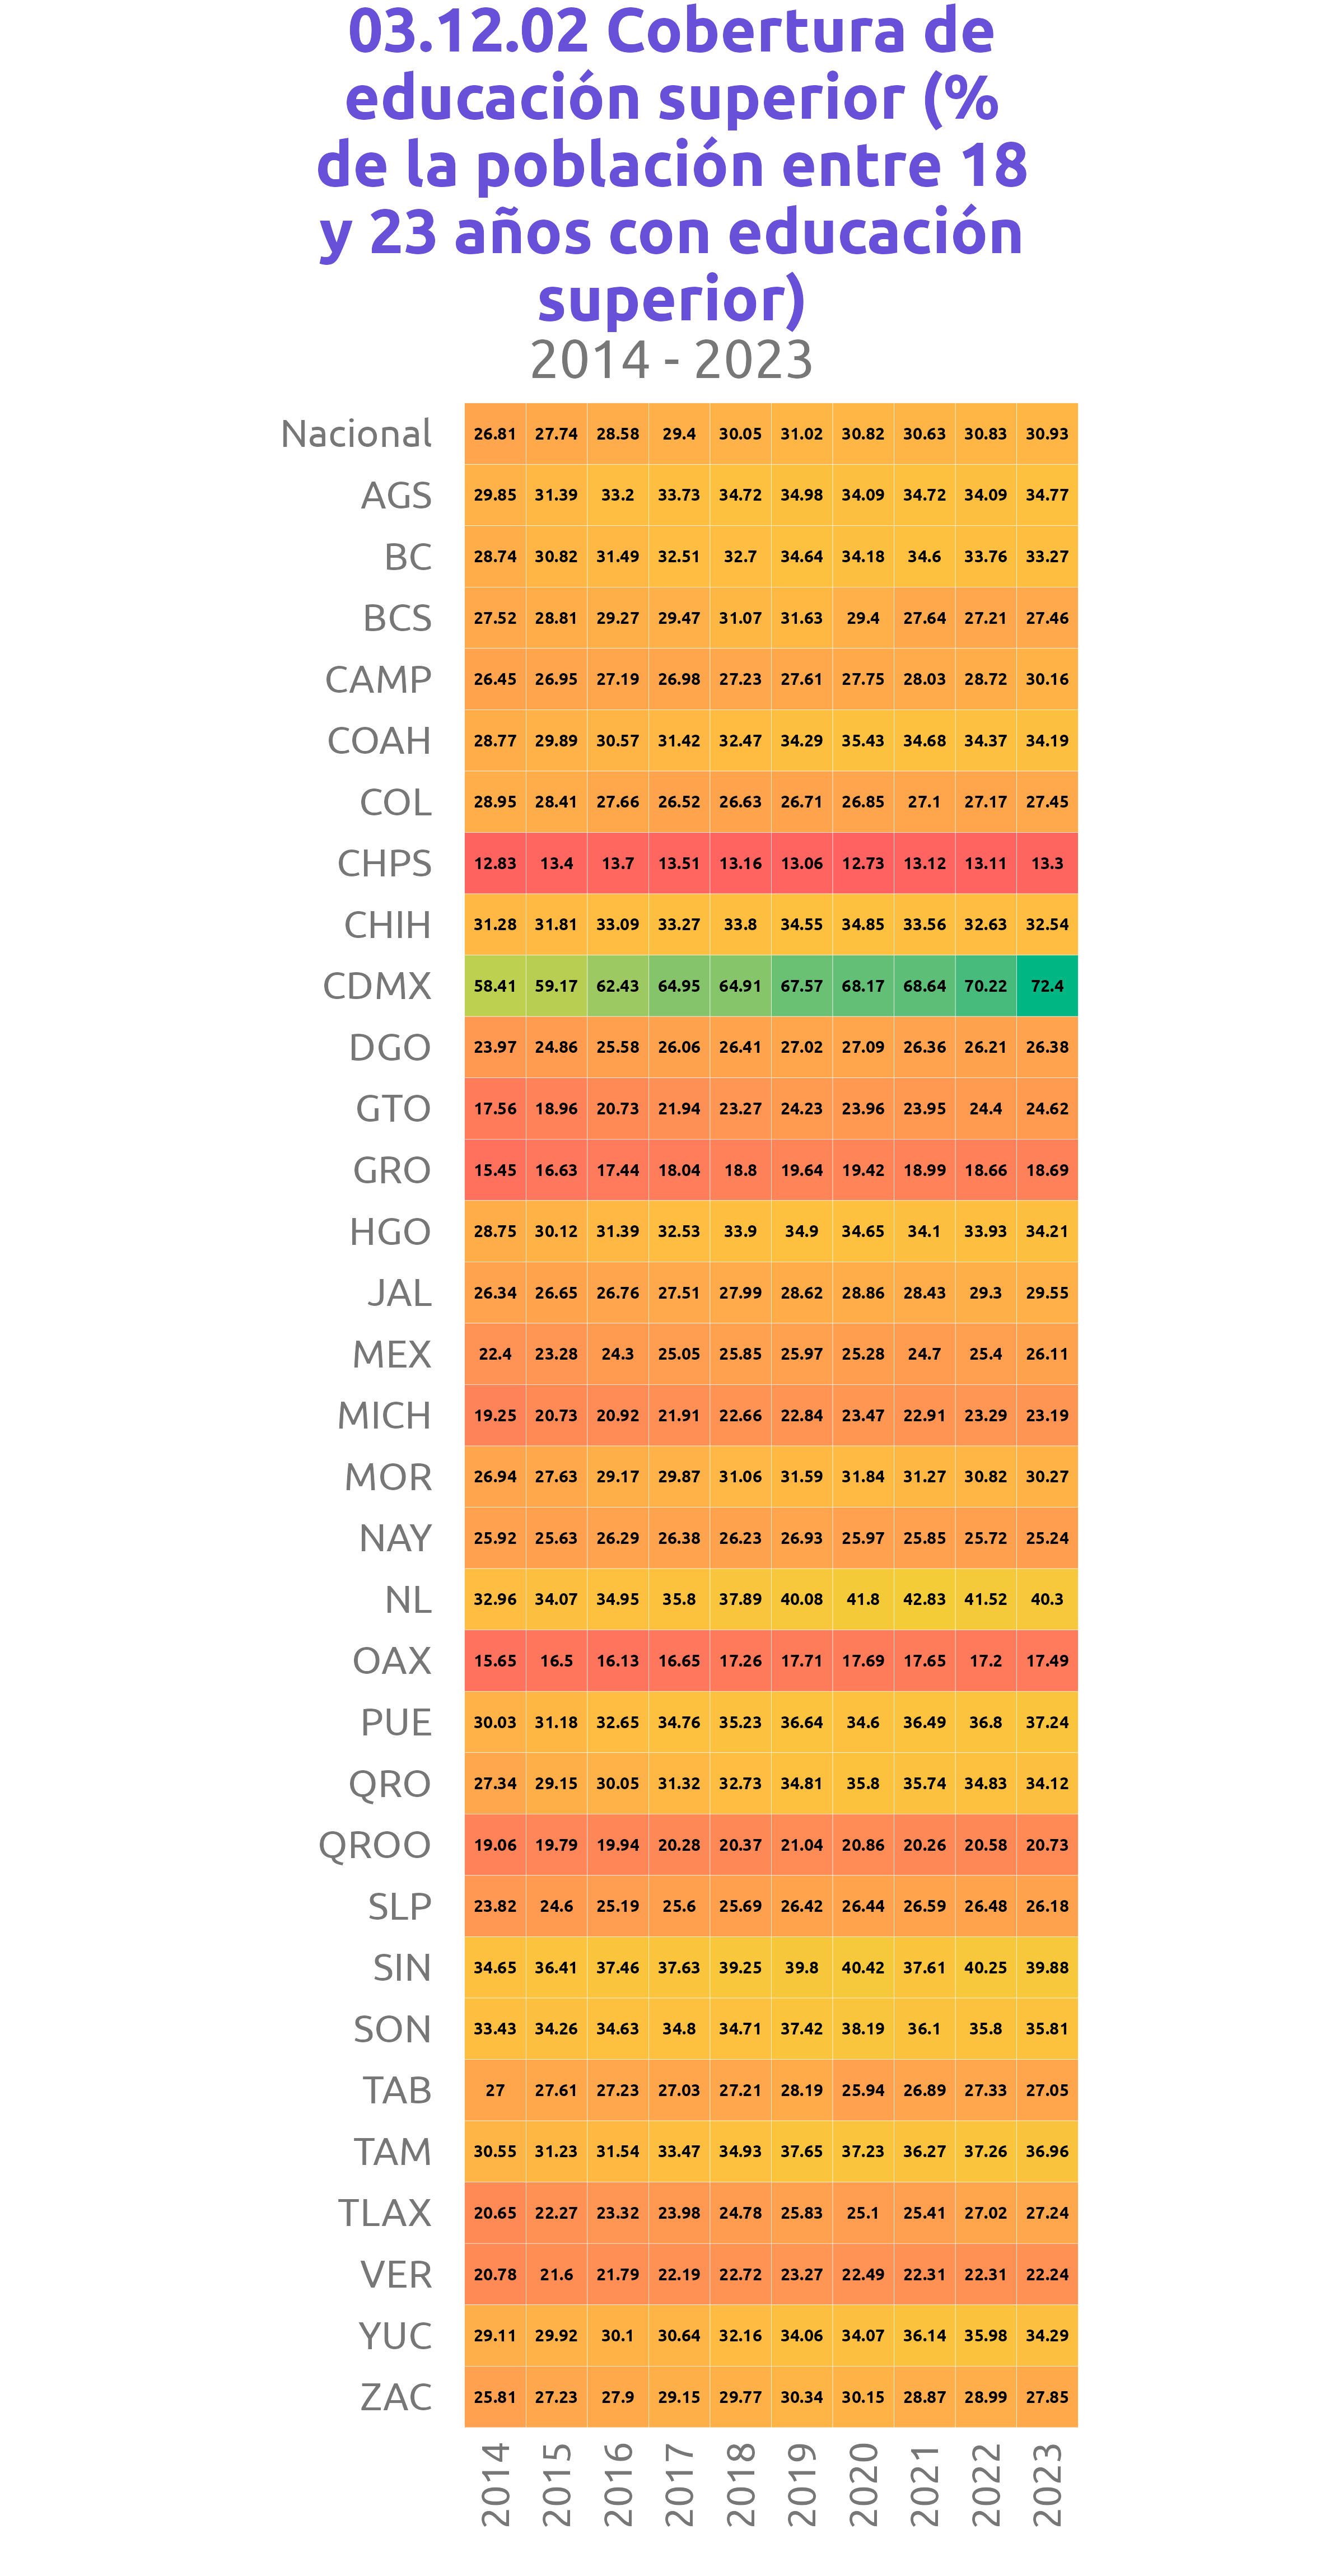 03.12.02 Cobertura de
educación superior (%
de la población entre 18
y 23 años con educación
superior)
2014 - 2023
Nacional 26.81 27.74 28.58 29.4 30.05 31.02 30.82 30.63 30.83 30.93
AGS 29.85 31.39 33.2 33.73 34.72 34.98 34.09 34.72 34.09 34.77
BC 28.74 30.82 31.49 32.51 32.7 34.64 34.18 34.6 33.76 33.27
BCS 27.52 28.81 29.27 29.47 31.07 31.63 29.4 27.64 27.21 27.46
CAMP 26.45 26.95 27.19 26.98 27.23 27.61 27.75 28.03 28.72 30.16
COAH 28.77 29.89 30.57 31.42 32.47 34.29 35.43 34.68 34.37 34.19
COL 28.95 28.41 27.66 26.52 26.63 26.71 26.85 27.1 27.17 27.45
CHPS 12.83 13.4 13.7 13.51 13.16 13.06 12.73 13.12 13.11 13.3
CHIH 31.28 31.81 33.09 33.27 33.8 34.55 34.85 33.56 32.63 32.54
CDMX 58.41 59.17 62.43 64.95 64.91 67.57 68.17 68.64 70.22 72.4
DGO 23.97 24.86 25.58 26.06 26.41 27.02 27.09 26.36 26.21 26.38
GTO 17.56 18.96 20.73 21.94 23.27 24.23 23.96 23.95 24.4 24.62
GRO 15.45 16.63 17.44 18.04 18.8 19.64 19.42 18.99 18.66 18.69
HGO 28.75 30.12 31.39 32.53 33.9 34.9 34.65 34.1 33.93 34.21
JAL 26.34 26.65 26.76 27.51 27.99 28.62 28.86 28.43 29.3 29.55
MEX 22.4 23.28 24.3 25.05 25.85 25.97 25.28 24.7 25.4 26.11
MICH 19.25 20.73 20.92 21.91 22.66 22.84 23.47 22.91 23.29 23.19
MOR 26.94 27.63 29.17 29.87 31.06 31.59 31.84 31.27 30.82 30.27
NAY 25.92 25.63 26.29 26.38 26.23 26.93 25.97 25.85 25.72 25.24
NL 32.96 34.07 34.95 35.8 37.89 40.08 41.8 42.83 41.52 40.3
OAX 15.65 16.5 16.13 16.65 17.26 17.71 17.69 17.65 17.2 17.49
PUE 30.03 31.18 32.65 34.76 35.23 36.64 34.6 36.49 36.8 37.24
QRO 27.34 29.15 30.05 31.32 32.73 34.81 35.8 35.74 34.83 34.12
QROO 19.06 19.79 19.94 20.28 20.37 21.04 20.86 20.26 20.58 20.73
SLP 23.82 24.6 25.19 25.6 25.69 26.42 26.44 26.59 26.48 26.18
SIN 34.65 36.41 37.46 37.63 39.25 39.8 40.42 37.61 40.25 39.88
SON 33.43 34.26 34.63 34.8 34.71 37.42 38.19 36.1 35.8 35.81
TAB 27 27.61 27.23 27.03 27.21 28.19 25.94 26.89 27.33 27.05
TAM 30.55 31.23 31.54 33.47 34.93 37.65 37.23 36.27 37.26 36.96
TLAX 20.65 22.27 23.32 23.98 24.78 25.83 25.1 25.41 27.02 27.24
VER 20.78 21.6 21.79 22.19 22.72 23.27 22.49 22.31 22.31 22.24
YUC 29.11 29.92 30.1 30.64 32.16 34.06 34.07 36.14 35.98 34.29
ZAC 25.81 27.23 27.9 29.15 29.77 30.34 30.15 28.87 28.99 27.85
2014 2015 2016 2017 2018 2019 2020 2021 2022 2023